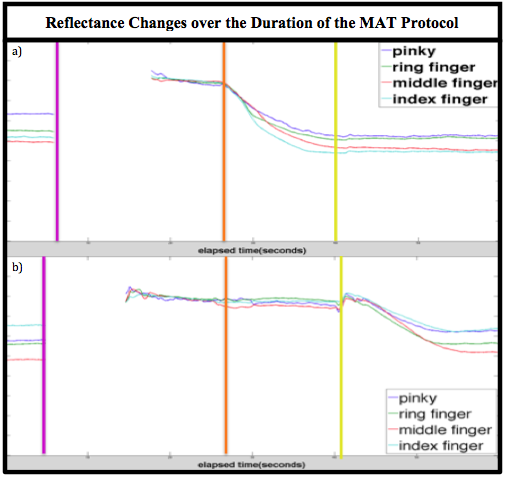 Reflectance Changes over the Duration of the MAT Protocol
a)
pinky
ring finger
middle finger
index finger
elapsed time(seconds)
b)
pinky
ring finger
middle finger
index finger
elapsed time(seconds)